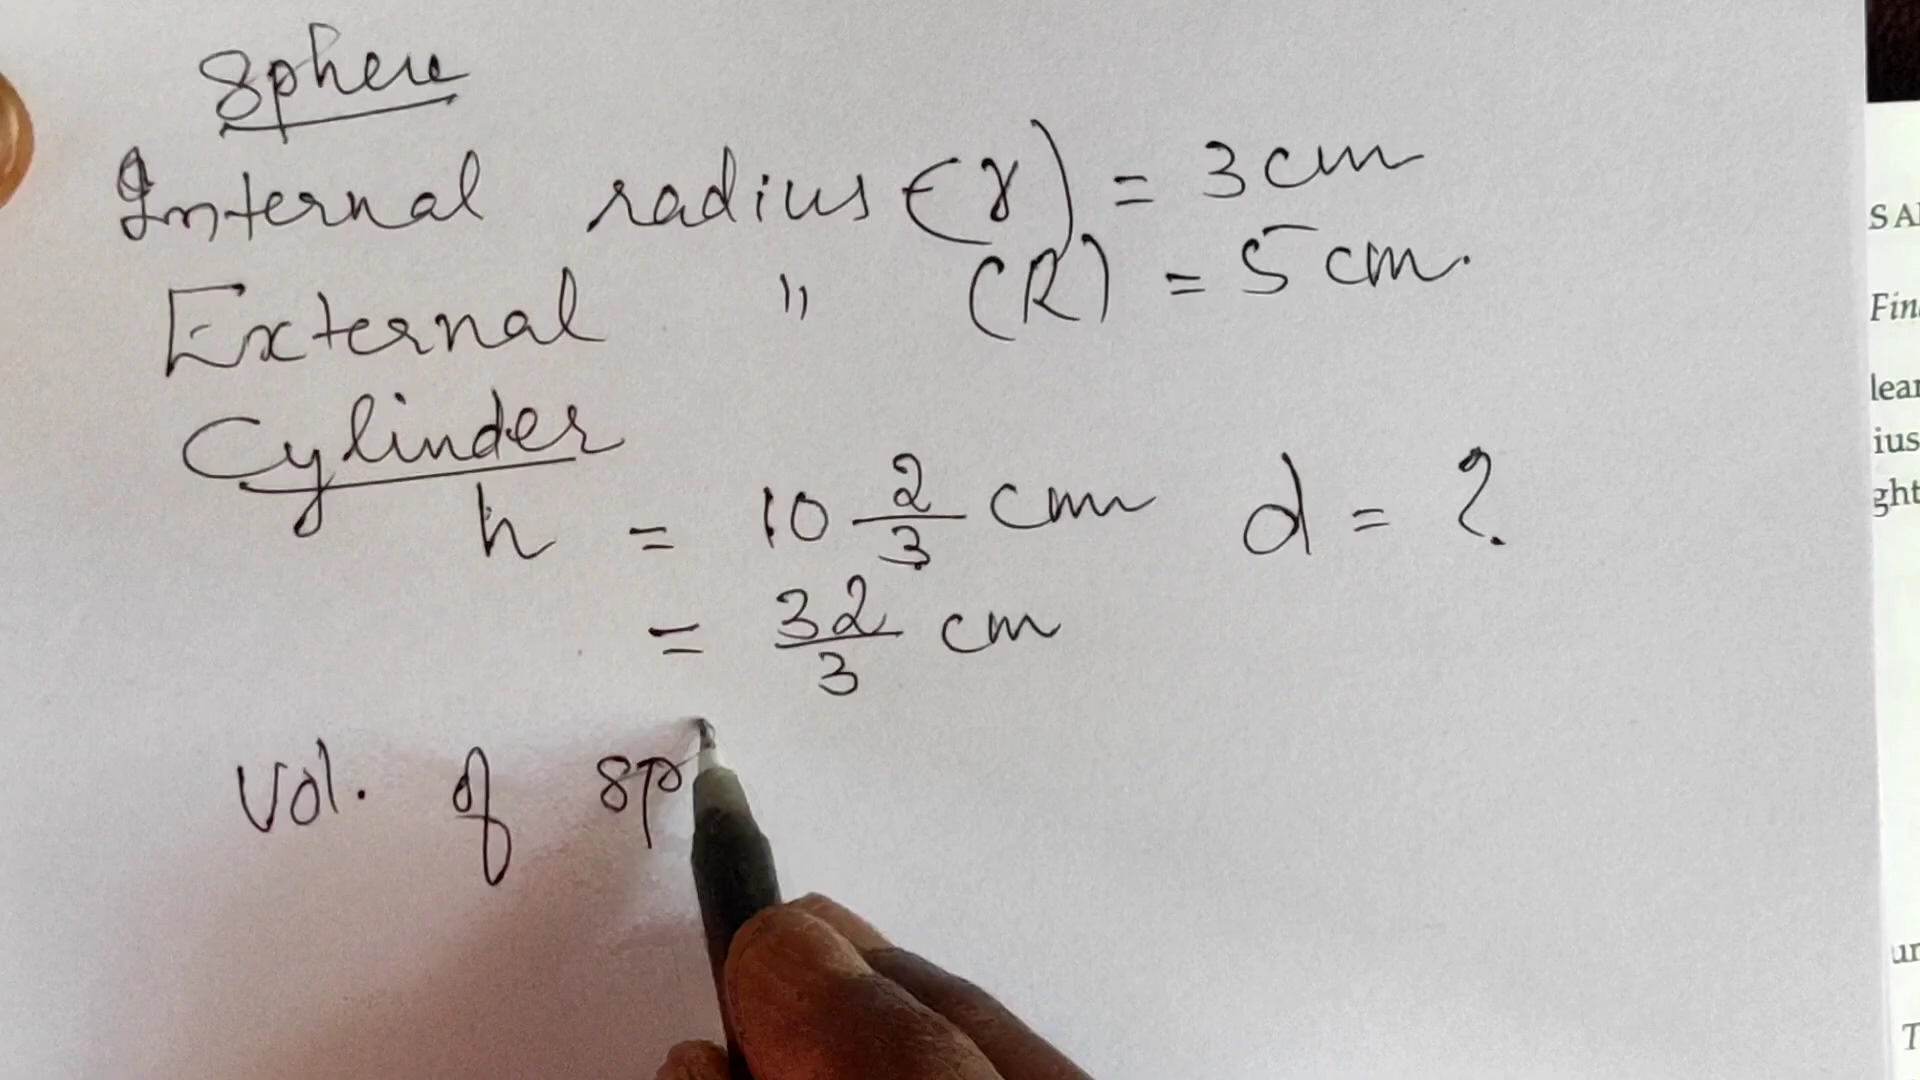 Sphere
Internal radius (r) = 3 cm
External " (R) = 5 cm.
Cylinder
h = 10 2/3 cm d = ?
= 32/3 cm
Vol. of sp